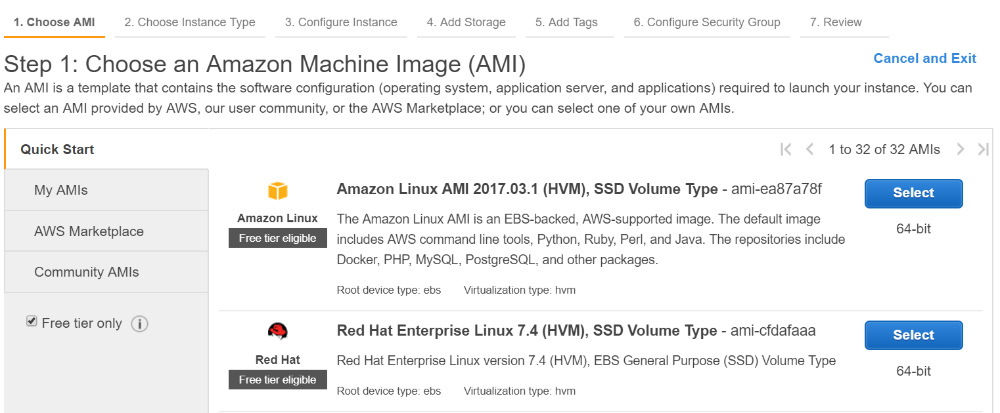 1. Choose AMI 2. Choose Instance Type 3. Configure Instance 4. Add Storage 5. Add Tags 6. Configure Security Group 7. Review
Step 1: Choose an Amazon Machine Image (AMI)
Cancel and Exit
An AMI is a template that contains the software configuration (operating system, application server, and applications) required to launch your instance. You can
select an AMI provided by AWS, our user community, or the AWS Marketplace; or you can select one of your own AMIs.
Quick Start
My AMIs
AWS Marketplace
Community AMIs
Free tier only
1 to 32 of 32 AMIs
Amazon Linux
Free tier eligible
Amazon Linux AMI 2017.03.1 (HVM), SSD Volume Type - ami-ea87a78f
The Amazon Linux AMI is an EBS-backed, AWS-supported image. The default image
includes AWS command line tools, Python, Ruby, Perl, and Java. The repositories include
Docker, PHP, MySQL, PostgreSQL, and other packages.
Root device type: ebs Virtualization type: hvm
Select
64-bit
Red Hat
Free tier eligible
Red Hat Enterprise Linux 7.4 (HVM), SSD Volume Type - ami-cfdafaaa
Red Hat Enterprise Linux version 7.4 (HVM), EBS General Purpose (SSD) Volume Type
Root device type: ebs Virtualization type: hvm
Select
64-bit